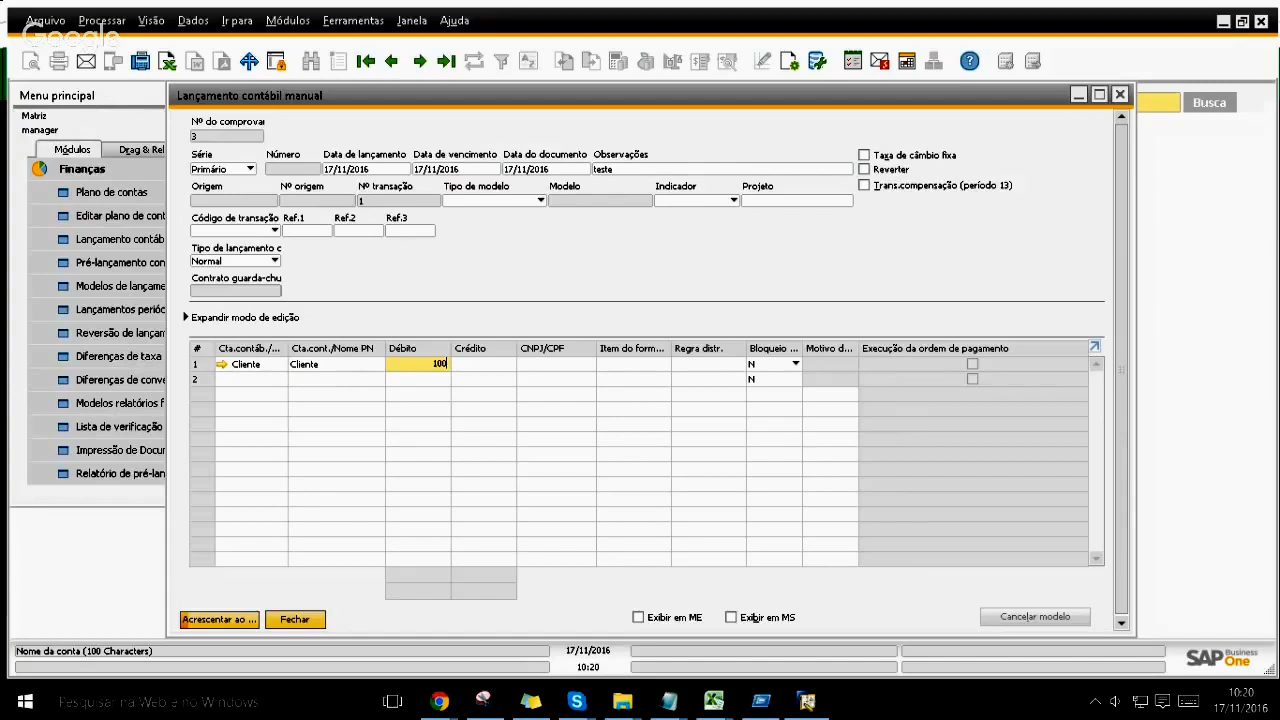 Arquivo Processar Visão Dados Ir para Módulos Ferramentas Janela Ajuda
Google
Menu principal
Lançamento contábil manual
Busca
Matriz
manager
Módulos Drag & Rel
Finanças
Plano de contas
Editar plano de cont
Lançamento contáb
Pré-lançamento con
Modelos de lançame
Lançamentos periód
Reversão de lançam
Diferenças de taxa
Diferenças de conve
Modelos relatórios f
Lista de verificação
Impressão de Docun
Relatório de pré-lan
Nº do comprovar
3
Série Número Data de lançamento Data de vencimento Data do documento Observações
Primário 17/11/2016 17/11/2016 17/11/2016 teste
Taxa de câmbio fixa
Reverter
Trans.compensação (período 13)
Origem Nº origem Nº transação Tipo de modelo Modelo Indicador Projeto
1
Código de transação Ref.1 Ref.2 Ref.3
Tipo de lançamento c
Normal
Contrato guarda-chu
Expandir modo de edição
# Cta.contáb./... Cta.cont./Nome PN Débito Crédito CNPJ/CPF Item do form... Regra distr. Bloqueio ... Motivo d... Execução da ordem de pagamento
1 Cliente Cliente 100 N
2 N
Acrescentar ao ... Fechar Exibir em ME Exibir em MS Cancelar modelo
Nome da conta (100 Characters) 17/11/2016
10:20
SAP Business One
Pesquisar na Web e no Windows
10:20
17/11/2016